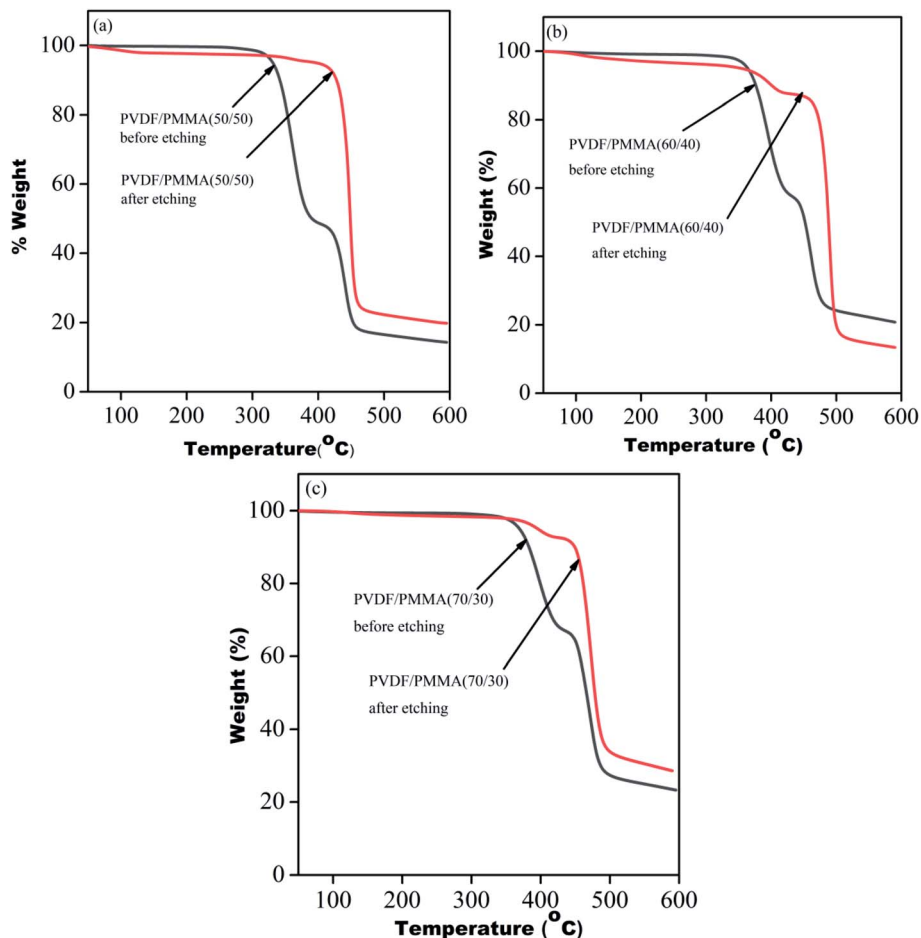 (a)
100
80
60
40
20
0
% Weight
PVDF/PMMA(50/50)
before etching
PVDF/PMMA(50/50)
after etching
100 200 300 400 500 600
Temperature(°C)
(b)
100
80
60
40
20
0
Weight (%)
PVDF/PMMA(60/40)
before etching
PVDF/PMMA(60/40)
after etching
100 200 300 400 500 600
Temperature (°C)
(c)
100
80
60
40
20
0
Weight (%)
PVDF/PMMA(70/30)
before etching
PVDF/PMMA(70/30)
after etching
100 200 300 400 500 600
Temperature (°C)